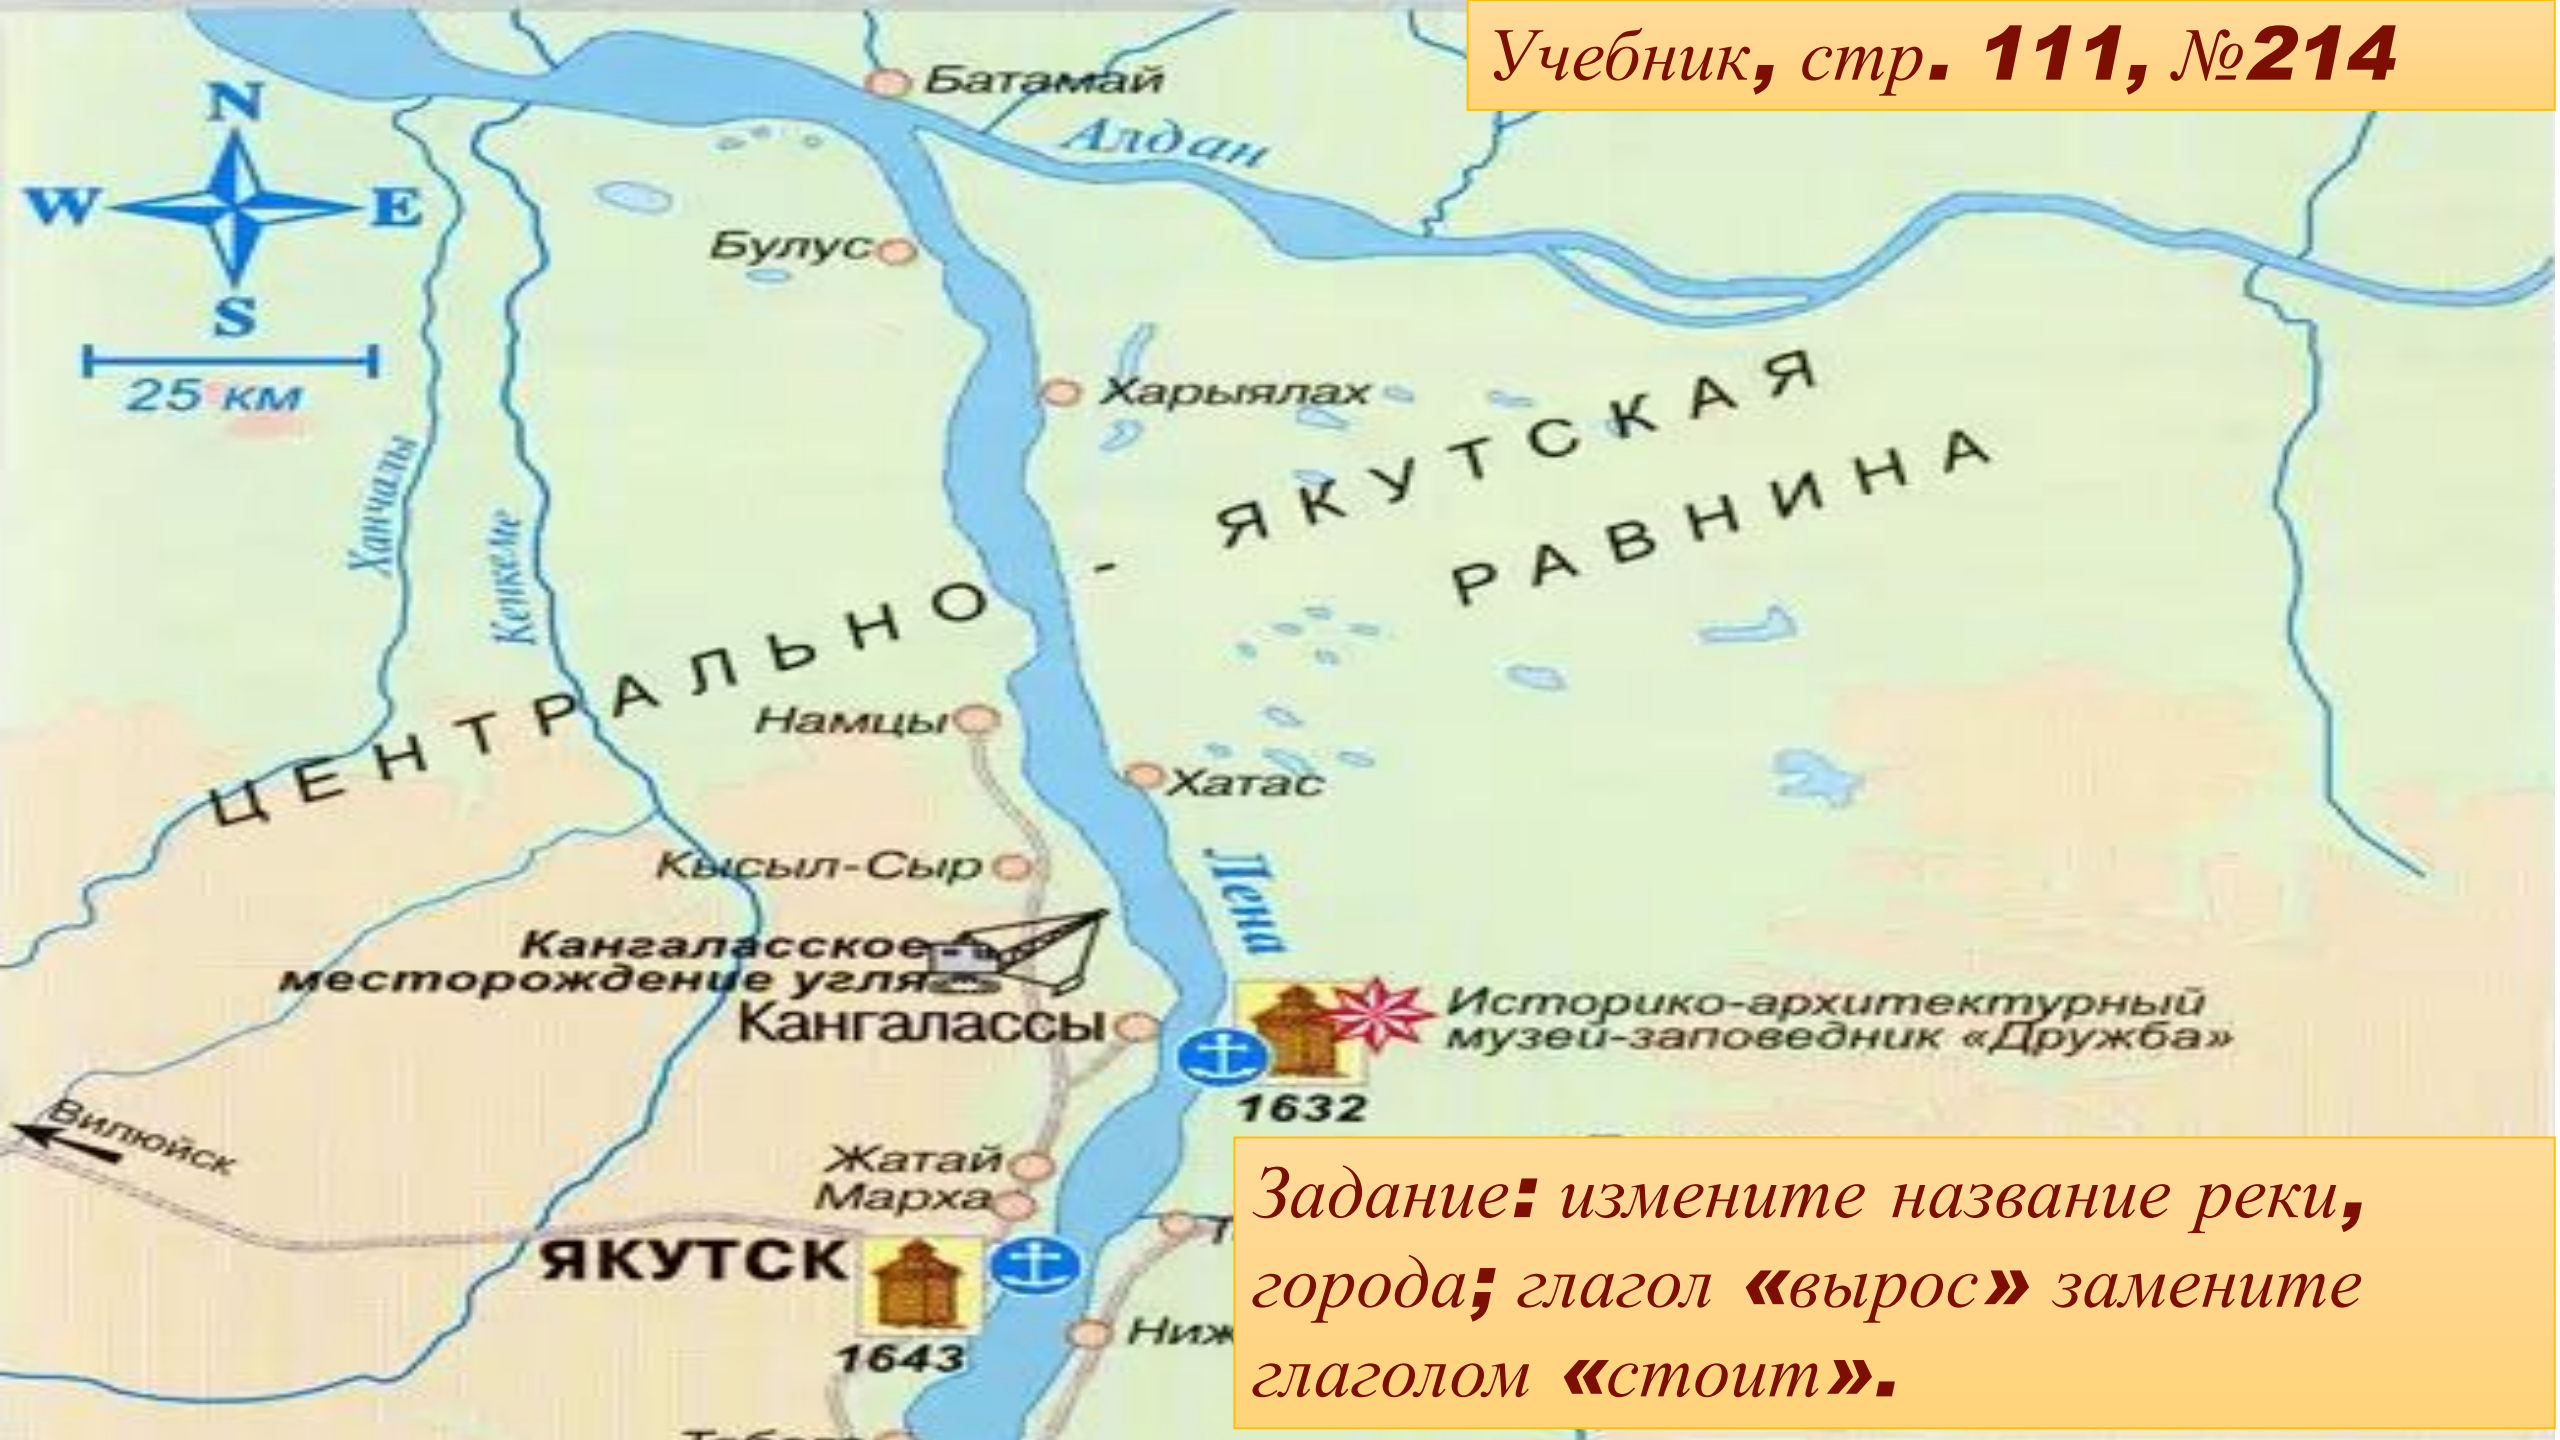 Учебник, стр. 111, №214
Батамай
Алдан
N
W
E
S
Булус
25 км
Харыялах
Ханчалы
Кенкеме
ЦЕНТРАЛЬНО - ЯКУТСКАЯ
РАВНИНА
Намцы
Хатас
Кысыл-Сыр
Лена
Кангаласское
месторождение угля
Кангалассы
Историко-архитектурный
музей-заповедник «Дружба»
1632
Вилюйск
Жатай
Марха
ЯКУТСК
1643
Задание: измените название реки,
города; глагол «вырос» замените
глаголом «стоит».